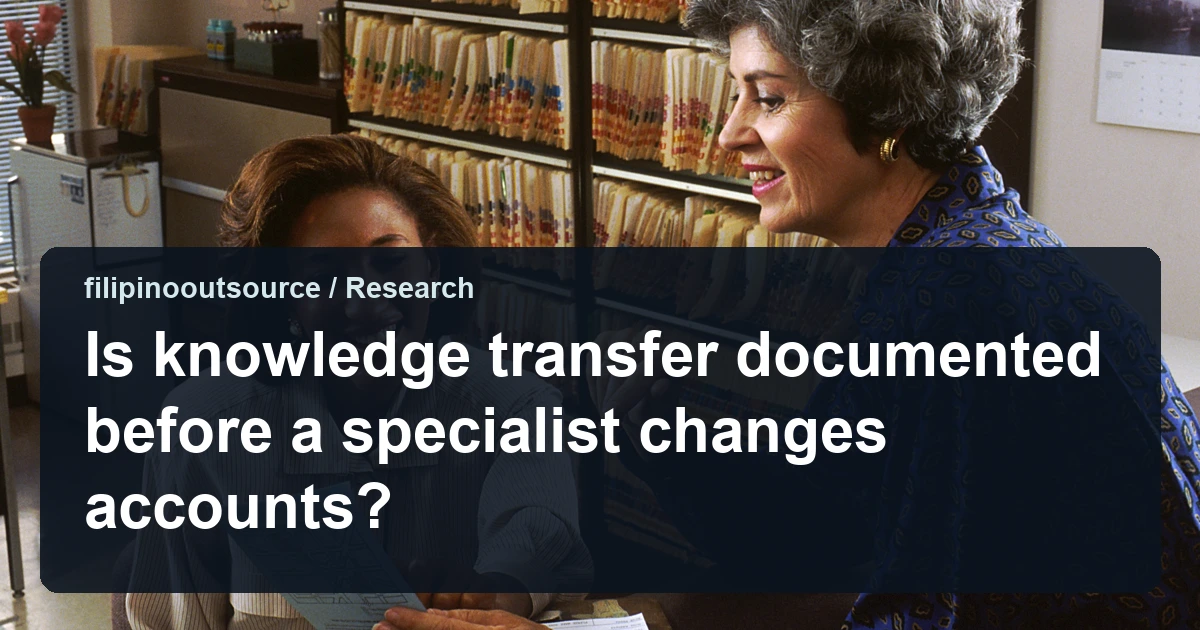 filipinooutsource / Research
Is knowledge transfer documented
before a specialist changes
accounts?